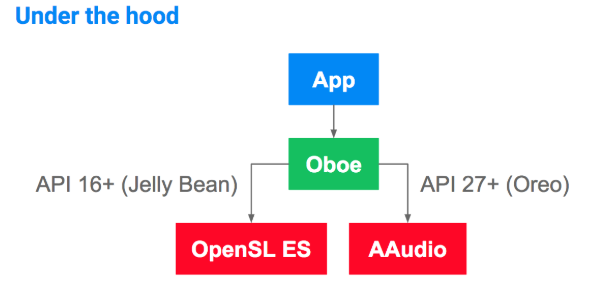 Under the hood
App
Oboe
API 16+ (Jelly Bean)
API 27+ (Oreo)
OpenSL ES
AAudio